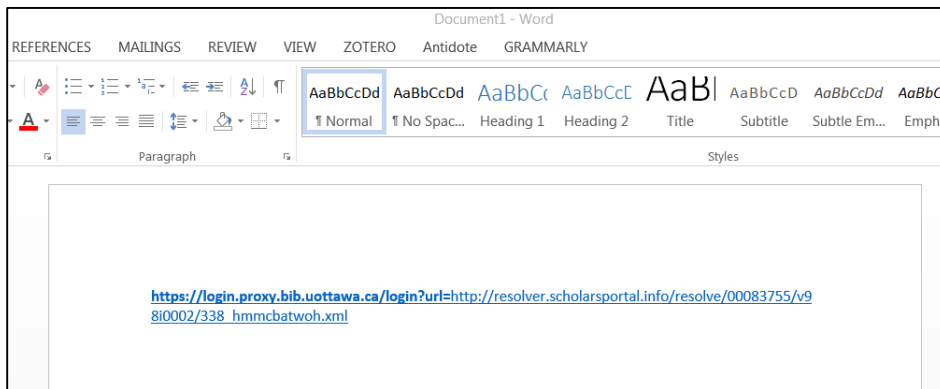 Document1 - Word
REFERENCES MAILINGS REVIEW VIEW ZOTERO Antidote GRAMMARLY
A
AaBbCcDd AaBbCcDd AaBbCc AaBbCcD AaB AaBbCcD AaBbCcDd AaBbC
¶ Normal ¶ No Spac... Heading 1 Heading 2 Title Subtitle Subtle Em... Emph
Paragraph Styles
https://login.proxy.bib.uottawa.ca/login?url=http://resolver.scholarsportal.info/resolve/00083755/v9
8i0002/338_hmmcbatwoh.xml